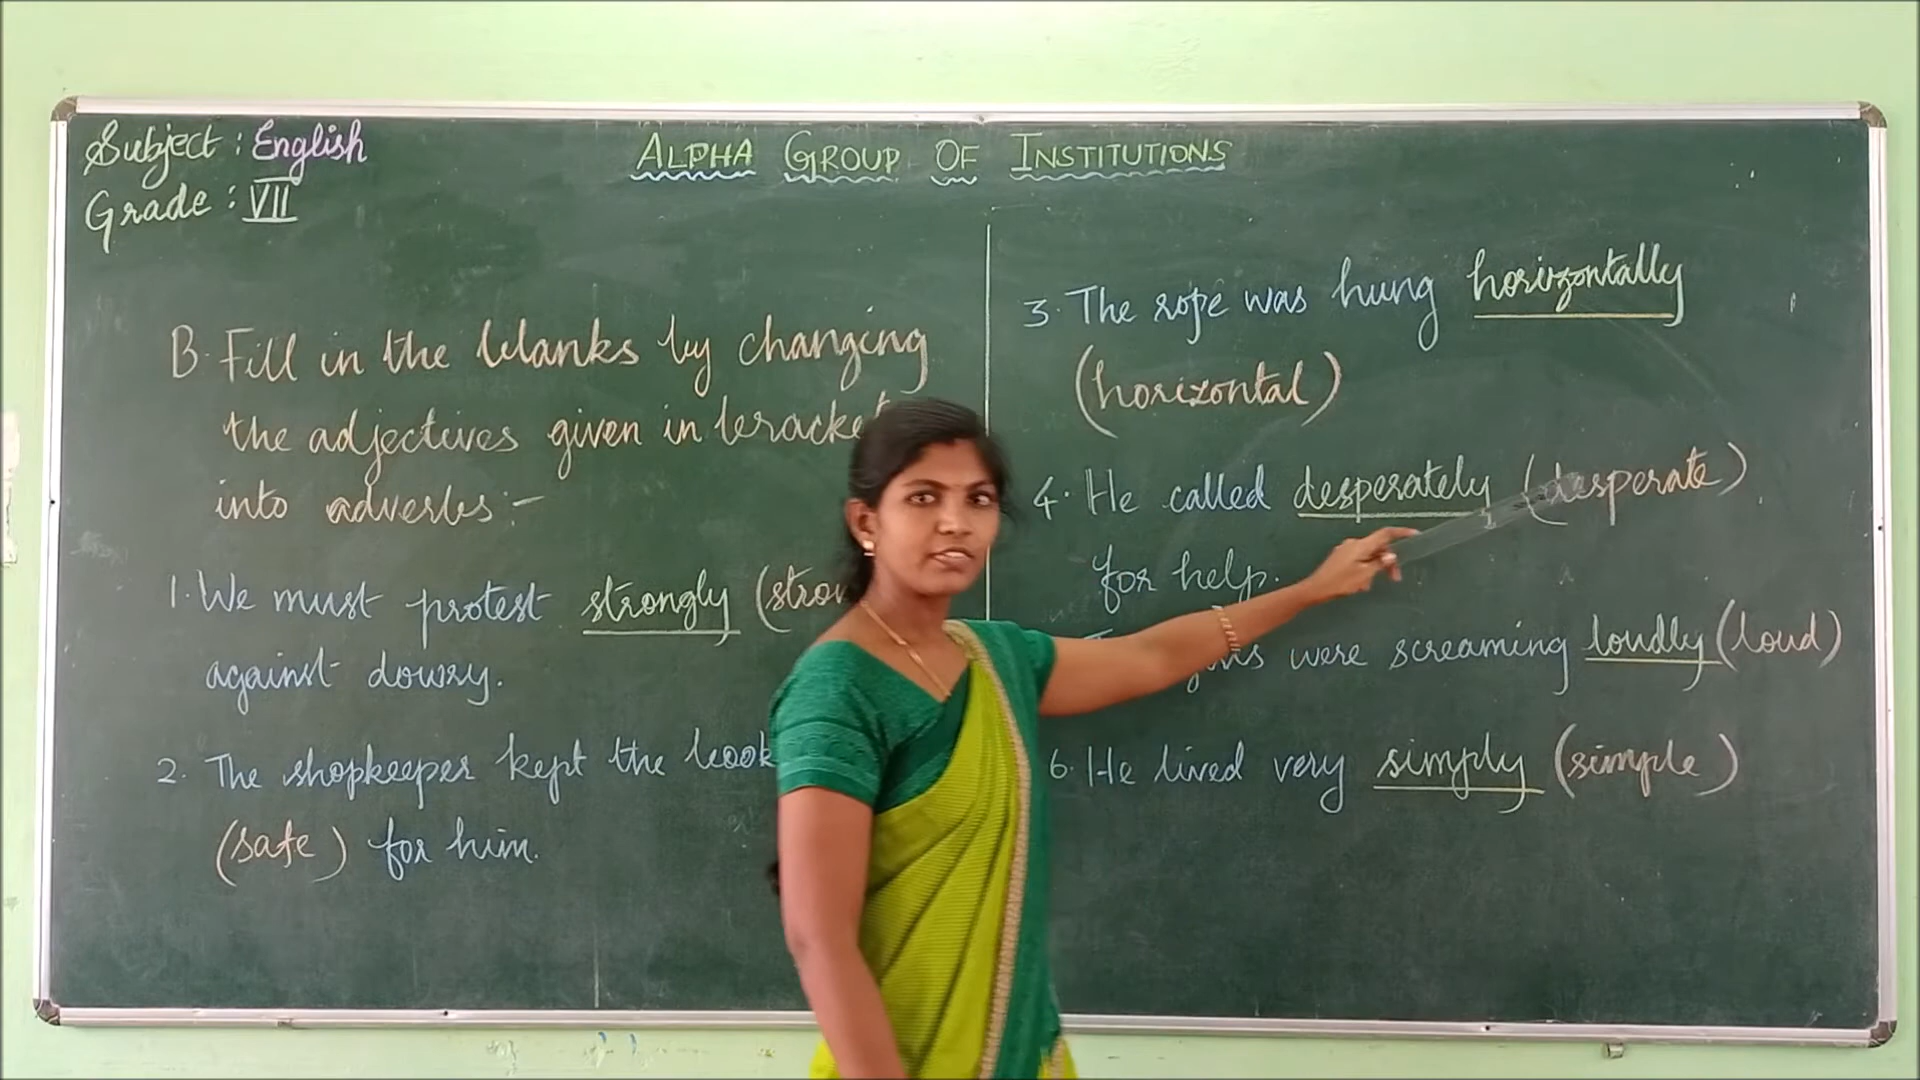 Subject : English
Grade : VII
ALPHA GROUP OF INSTITUTIONS
B. Fill in the blanks by changing
the adjectives given in
into adverbs :-
1. We must protest strongly
against dowry.
2. The shopkeeper kept the
(safe) for him.
3. The rope was hung horizontally
(horizontal)
4. He called desperately (desperate)
for help.
were screaming loudly (loud)
6. He lived very simply (simple)